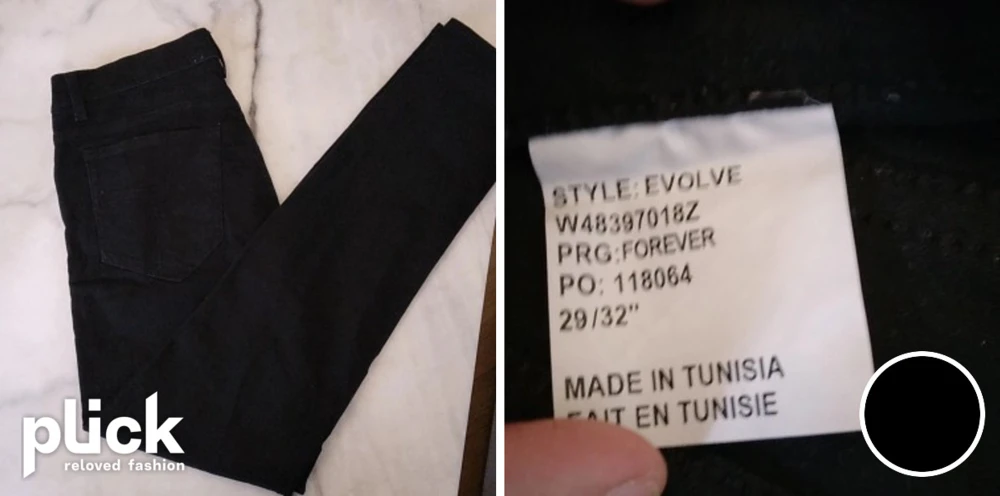 plick
reloved fashion
STYLE: EVOLVE
W48397018Z
PRG:FOREVER
PO: 118064
29/32"
MADE IN TUNISIA
FAIT EN TUNISIE